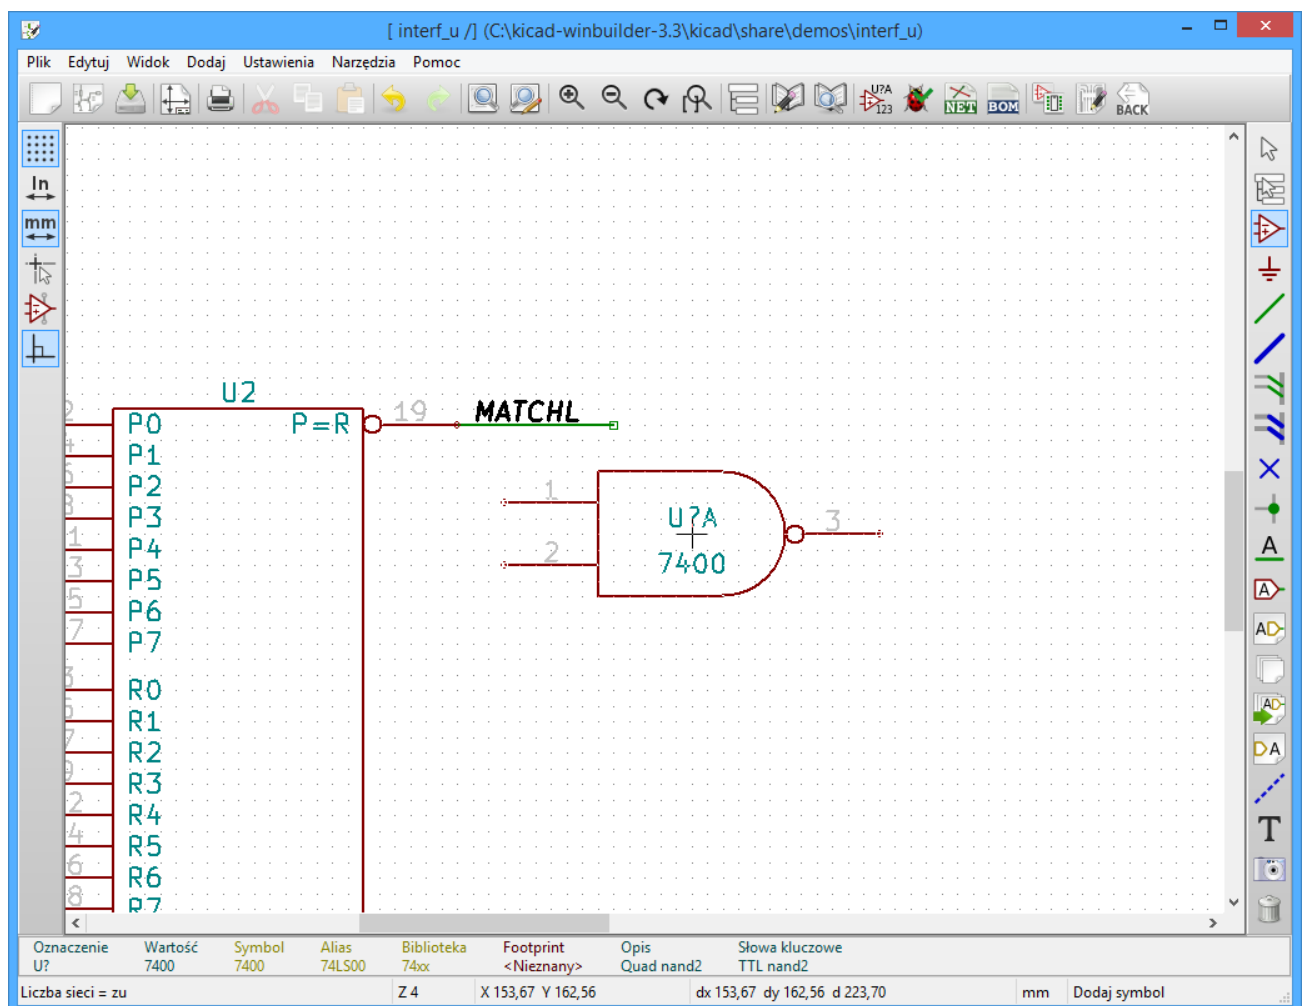 [ interf_u /] (C:\kicad-winbuilder-3.3\kicad\share\demos\interf_u)
Plik Edytuj Widok Dodaj Ustawienia Narzędzia Pomoc
U?A
123
NET
BOM
BACK
In
mm
U2
P0 P=R 19 MATCHL
P1
P2
P3
P4
P5
P6
P7
R0
R1
R2
R3
R4
R5
R6
R7
1
2
U?A
7400
3
A
A
AD
AD
DA
T
Oznaczenie Wartość Symbol Alias Biblioteka Footprint Opis Słowa kluczowe
U? 7400 7400 74LS00 74xx <Nieznany> Quad nand2 TTL nand2
Liczba sieci = zu Z 4 X 153,67 Y 162,56 dx 153,67 dy 162,56 d 223,70 mm Dodaj symbol